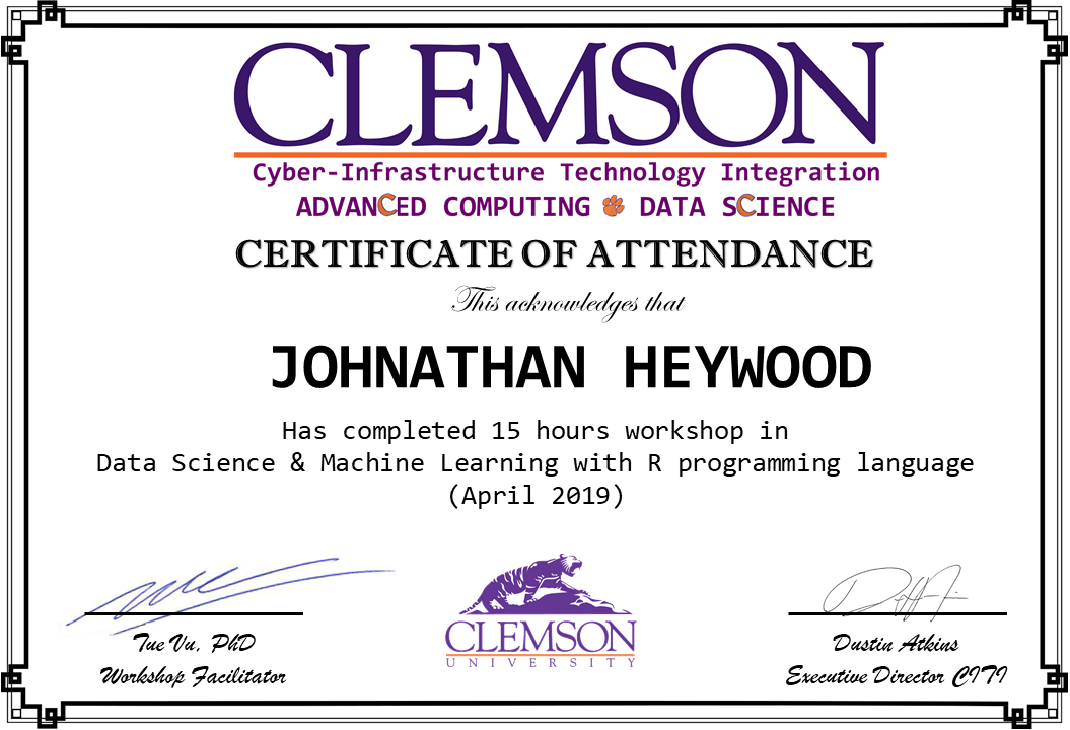 CLEMSON
Cyber-Infrastructure Technology Integration
ADVANCED COMPUTING DATA SCIENCE
CERTIFICATE OF ATTENDANCE
This acknowledges that
JOHNATHAN HEYWOOD
Has completed 15 hours workshop in
Data Science & Machine Learning with R programming language
(April 2019)
Tue Vu, PhD
Workshop Facilitator
CLEMSON
UNIVERSITY
Dustin Atkins
Executive Director CITI